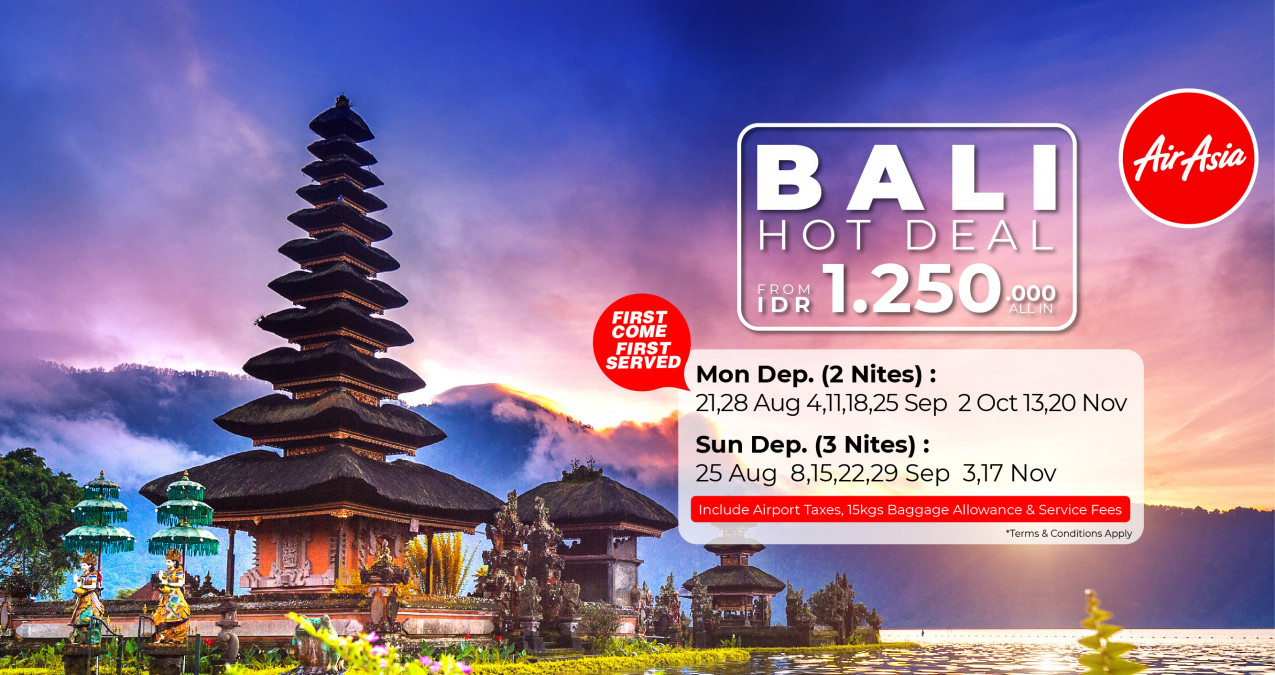 AirAsia
BALI
HOT DEAL
FROM
IDR 1.250.000
ALL IN
FIRST
COME
FIRST
SERVED
Mon Dep. (2 Nites) :
21,28 Aug 4,11,18,25 Sep 2 Oct 13,20 Nov
Sun Dep. (3 Nites) :
25 Aug 8,15,22,29 Sep 3,17 Nov
Include Airport Taxes, 15kgs Baggage Allowance & Service Fees
*Terms & Conditions Apply